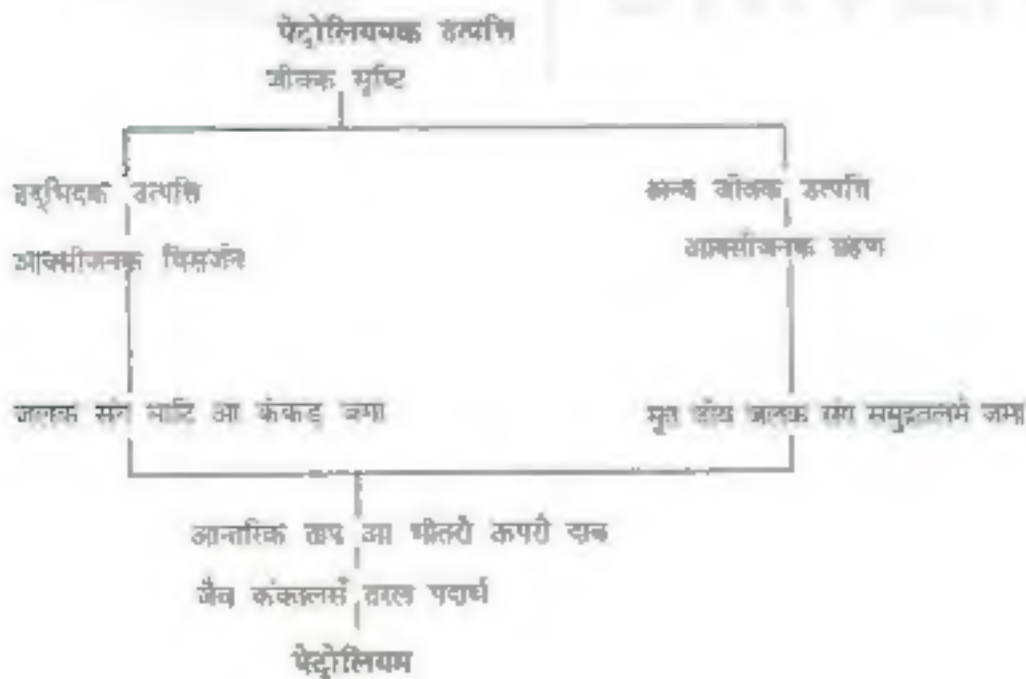 पेट्रोलियमक उत्पत्ति
जीवक सृष्टि
उद्भिदक उत्पत्ति
अन्य जीवक उत्पत्ति
आक्सीजनक विसर्जन
आक्सीजनक ग्रहण
जलक संग माटि आ कंकड़ जमा
मृत जीव जलक संग समुद्रतलमे जमा
आन्तरिक ताप आ भीतरी ऊपरी दाब
जैव कंकालसँ तरल पदार्थ
पेट्रोलियम